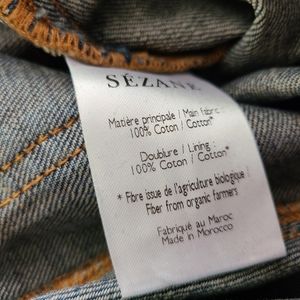 SÉZANE
Matière principale / Main fabric
100% Coton / Cotton*
Doublure / Lining
100% Coton / Cotton*
* Fibre issue de l'agriculture biologique
Fiber from organic farmers
Fabriqué au Maroc
Made in Morocco